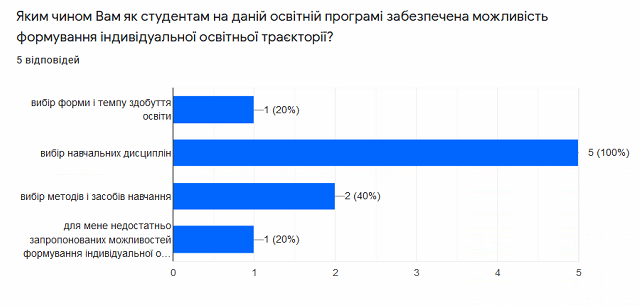 Яким чином Вам як студентам на даній освітній програмі забезпечена можливість
формування індивідуальної освітньої траєкторії?
5 відповідей
вибір форми і темпу здобуття
освіти
1 (20%)
вибір навчальних дисциплін
5 (100%)
вибір методів і засобів навчання
2 (40%)
для мене недостатньо
запропонованих можливостей
формування індивідуальної о…
1 (20%)
0 1 2 3 4 5